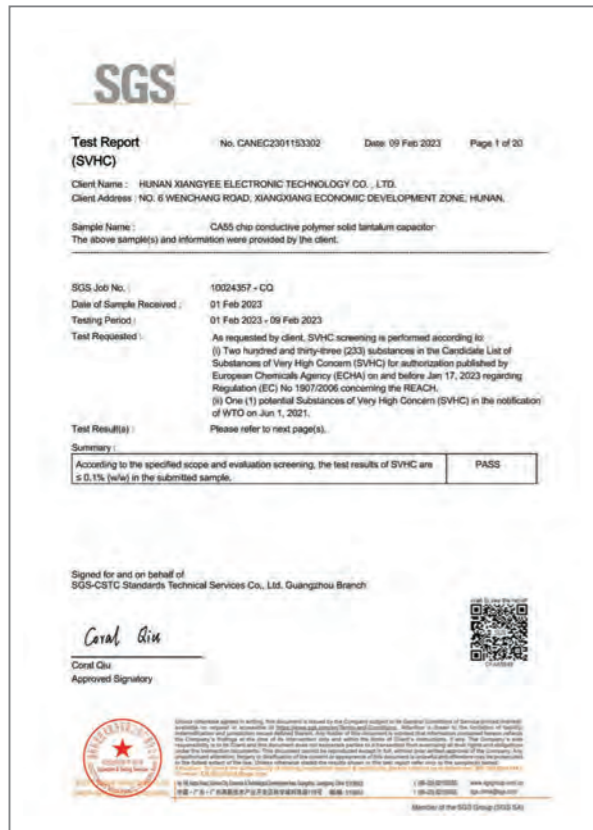 SGS
Test Report
(SVHC)
No. CANEC2301153302
Date: 09 Feb 2023
Page 1 of 20
Client Name : HUNAN XIANGYEE ELECTRONIC TECHNOLOGY CO. , LTD.
Client Address : NO. 6 WENCHANG ROAD, XIANGXIANG ECONOMIC DEVELOPMENT ZONE, HUNAN.
Sample Name : CA55 chip conductive polymer solid tantalum capacitor
The above sample(s) and information were provided by the client.
SGS Job No. : 10024357 - CQ
Date of Sample Received : 01 Feb 2023
Testing Period : 01 Feb 2023 - 09 Feb 2023
Test Requested : As requested by client, SVHC screening is performed according to:
(i) Two hundred and thirty-three (233) substances in the Candidate List of
Substances of Very High Concern (SVHC) for authorization published by
European Chemicals Agency (ECHA) on and before Jan 17, 2023 regarding
Regulation (EC) No 1907/2006 concerning the REACH.
(ii) One (1) potential Substances of Very High Concern (SVHC) in the notification
of WTO on Jun 1, 2021.
Test Result(s) : Please refer to next page(s).
Summary :
According to the specified scope and evaluation screening, the test results of SVHC are
≤ 0.1% (w/w) in the submitted sample.
PASS
Signed for and on behalf of
SGS-CSTC Standards Technical Services Co., Ltd. Guangzhou Branch
Coral Qiu
Coral Qiu
Approved Signatory
Member of the SGS Group (SGS SA)